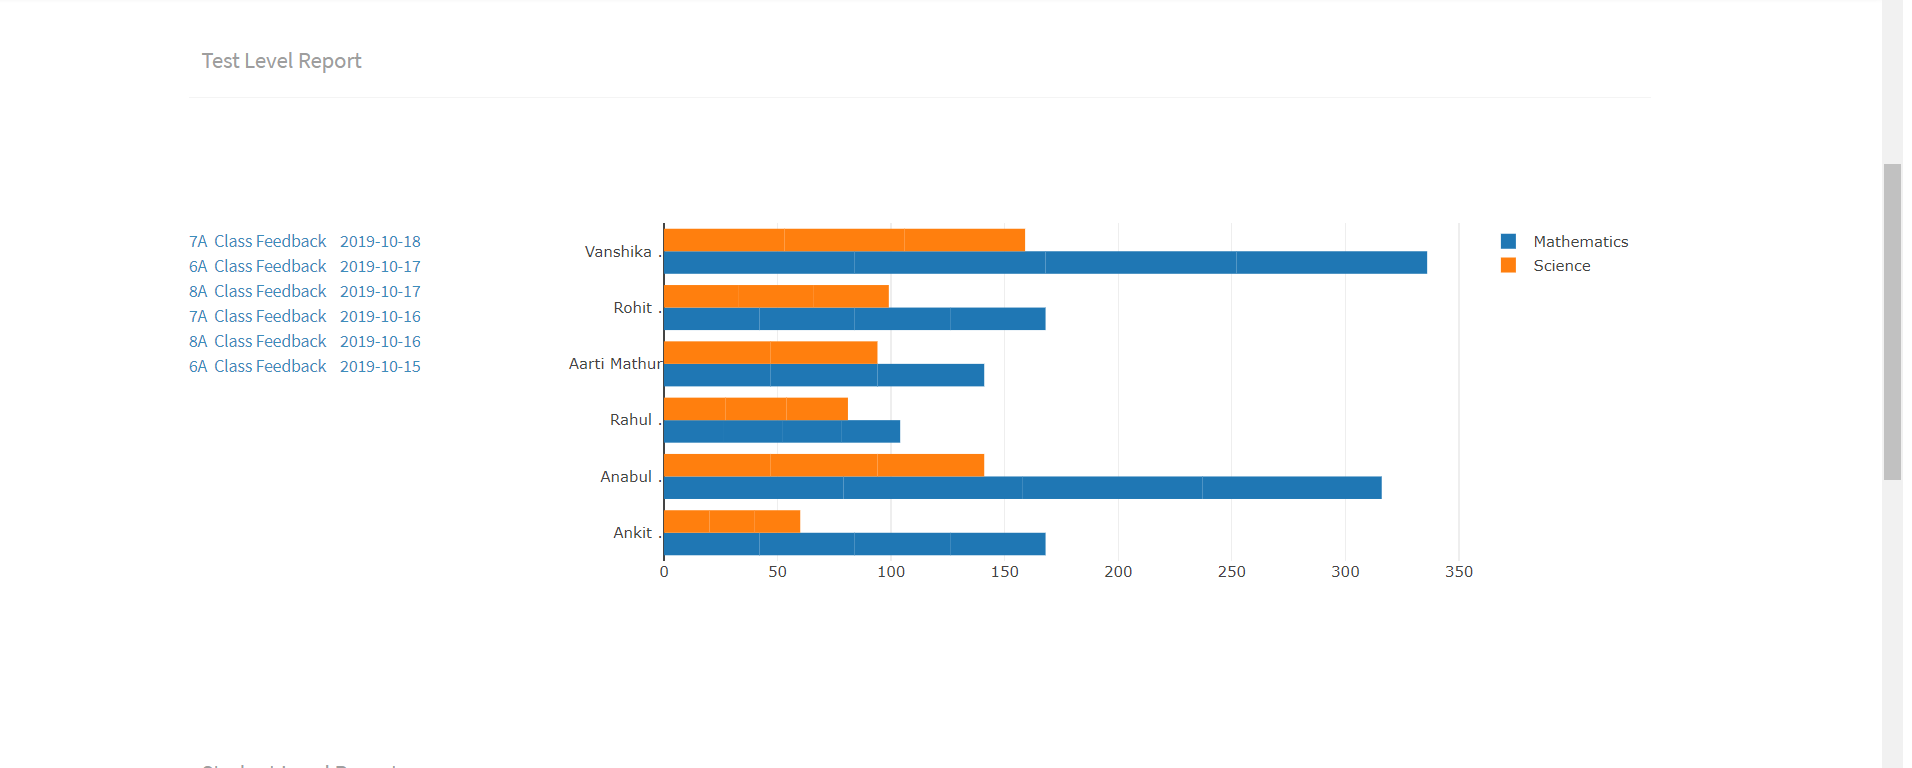 Test Level Report
7A Class Feedback 2019-10-18
6A Class Feedback 2019-10-17
8A Class Feedback 2019-10-17
7A Class Feedback 2019-10-16
8A Class Feedback 2019-10-16
6A Class Feedback 2019-10-15
Vanshika .
Rohit .
Aarti Mathur
Rahul .
Anabul .
Ankit .
0 50 100 150 200 250 300 350
Mathematics
Science